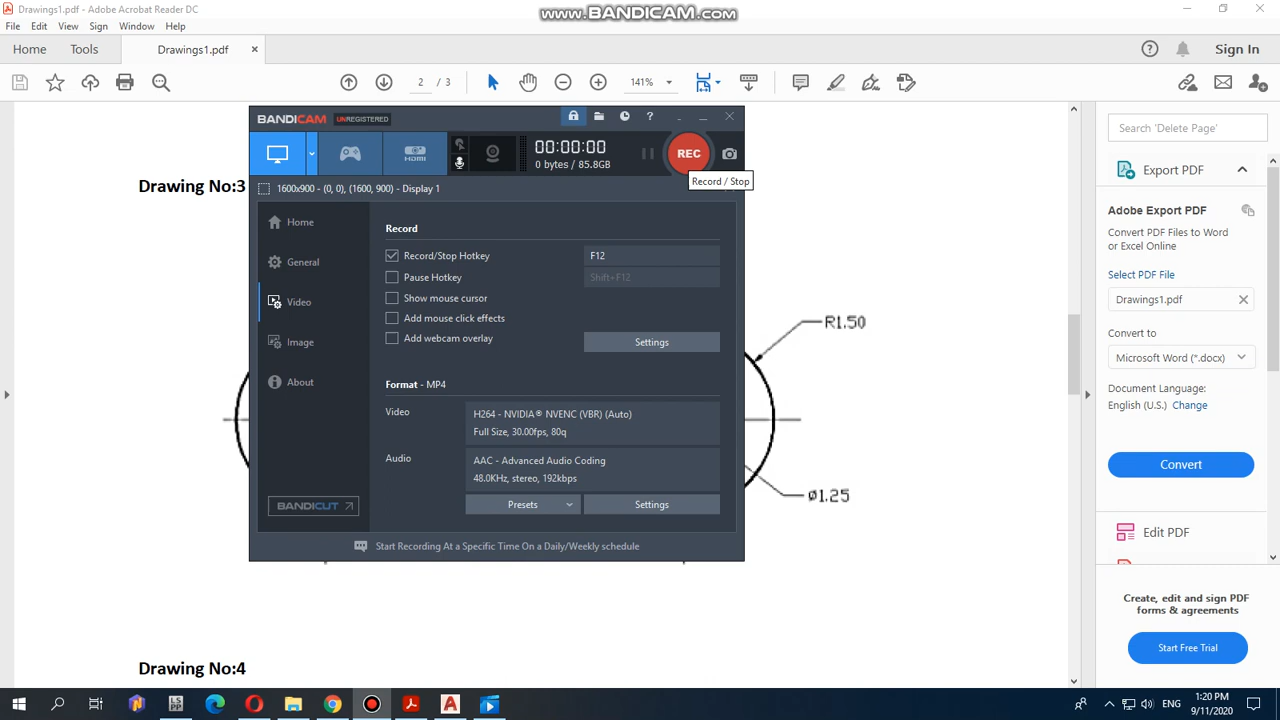 Drawings1.pdf - Adobe Acrobat Reader DC
www.BANDICAM.com
File Edit View Sign Window Help
Home Tools Drawings1.pdf × Sign In
2 / 3 141%
Search 'Delete Page'
BANDICAM UNREGISTERED
00:00:00
0 bytes / 85.8GB
HDMI
REC
Record / Stop
Export PDF
Drawing No:3
1600x900 - (0, 0), (1600, 900) - Display 1
Adobe Export PDF
Convert PDF Files to Word
or Excel Online
Home
General
Video
Image
About
BANDICUT
Record
Record/Stop Hotkey F12
Pause Hotkey Shift+F12
Show mouse cursor
Add mouse click effects
Add webcam overlay Settings
Format - MP4
Video H264 - NVIDIA® NVENC (VBR) (Auto)
Full Size, 30.00fps, 80q
Audio AAC - Advanced Audio Coding
48.0KHz, stereo, 192kbps
Presets Settings
Start Recording At a Specific Time On a Daily/Weekly schedule
R1.50
ø1.25
Select PDF File
Drawings1.pdf
Convert to
Microsoft Word (*.docx)
Document Language:
English (U.S.) Change
Convert
Edit PDF
Create, edit and sign PDF
forms & agreements
Start Free Trial
Drawing No:4
LS
PP
ENG
1:20 PM
9/11/2020